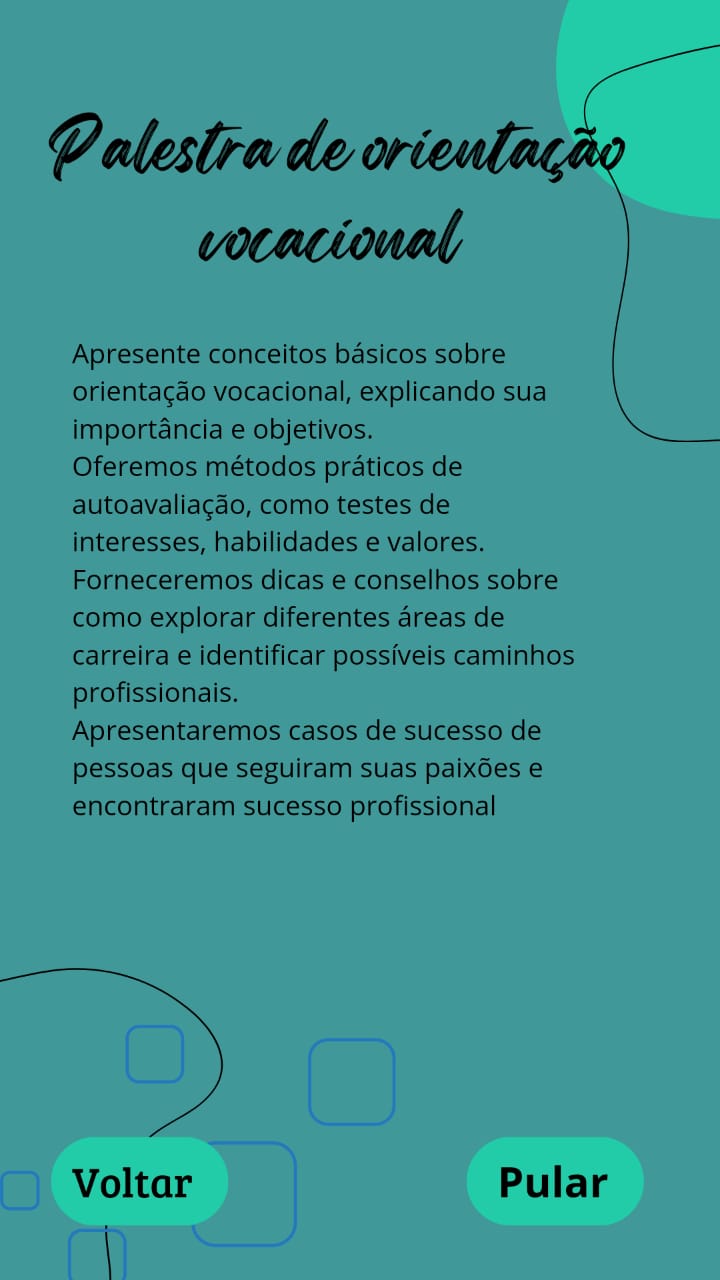 Palestra de orientação
vocacional
Apresente conceitos básicos sobre
orientação vocacional, explicando sua
importância e objetivos.
Oferemos métodos práticos de
autoavaliação, como testes de
interesses, habilidades e valores.
Forneceremos dicas e conselhos sobre
como explorar diferentes áreas de
carreira e identificar possíveis caminhos
profissionais.
Apresentaremos casos de sucesso de
pessoas que seguiram suas paixões e
encontraram sucesso profissional
Voltar
Pular